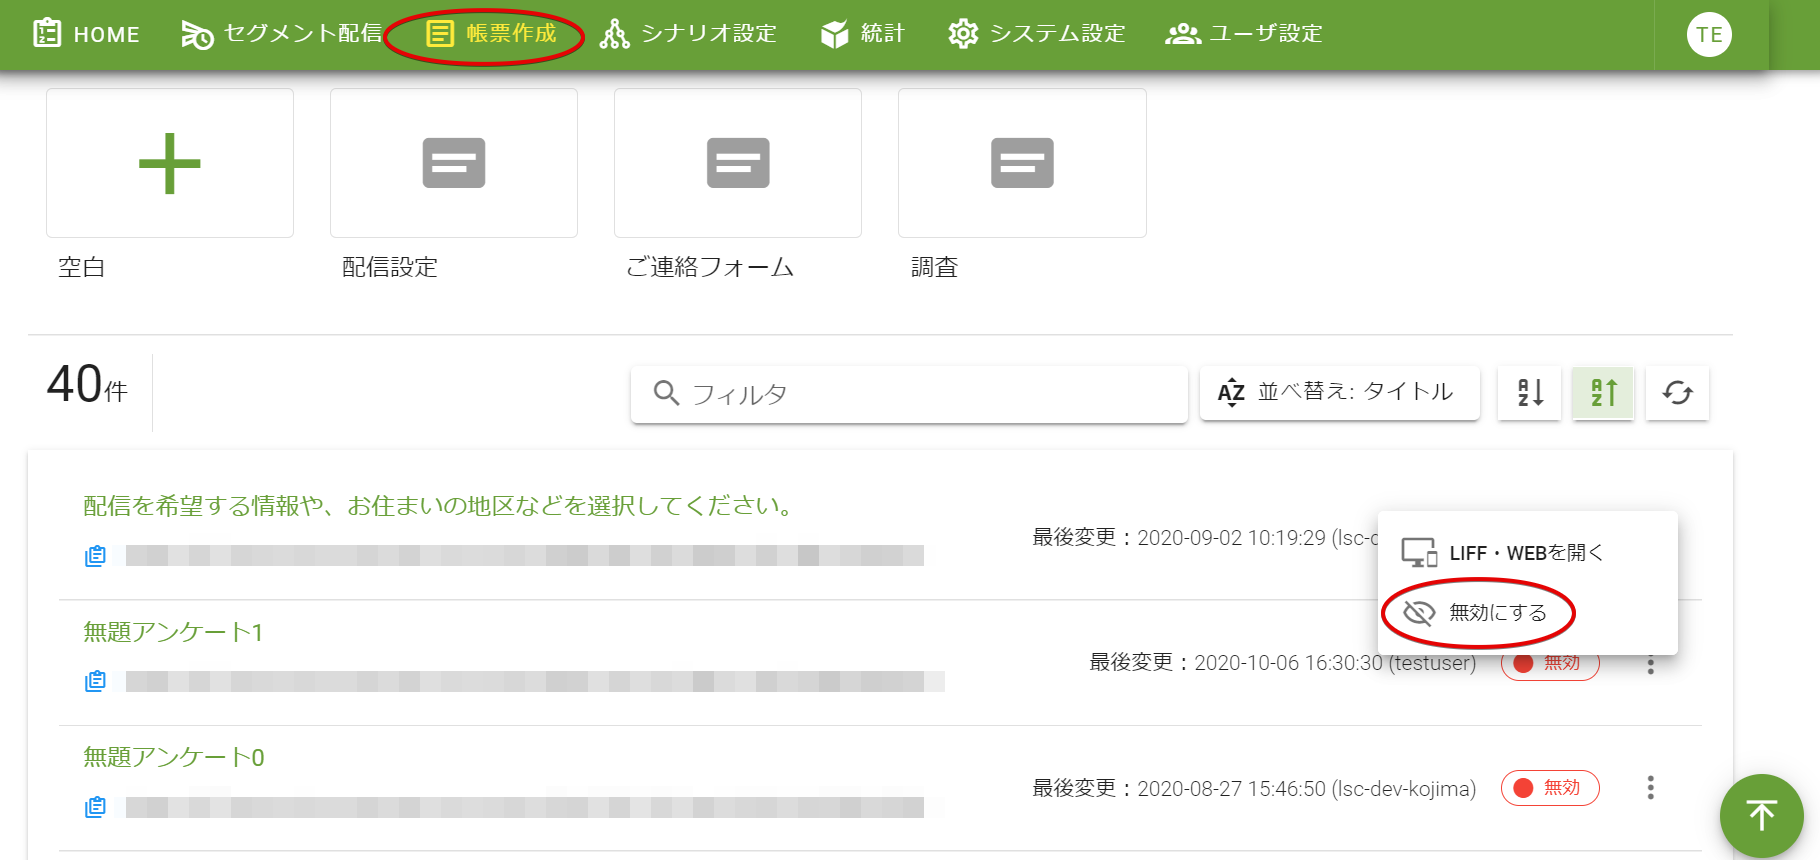 HOME セグメント配信 帳票作成 シナリオ設定 統計 システム設定 ユーザ設定 TE
空白 配信設定 ご連絡フォーム 調査
40件 フィルタ AZ 並べ替え: タイトル AZ AZ
配信を希望する情報や、お住まいの地区などを選択してください。
最後変更：2020-09-02 10:19:29 (lsc-d
LIFF・WEBを開く
無効にする
無題アンケート1
最後変更：2020-10-06 16:30:30 (testuser) 無効
無題アンケート0
最後変更：2020-08-27 15:46:50 (lsc-dev-kojima) 無効